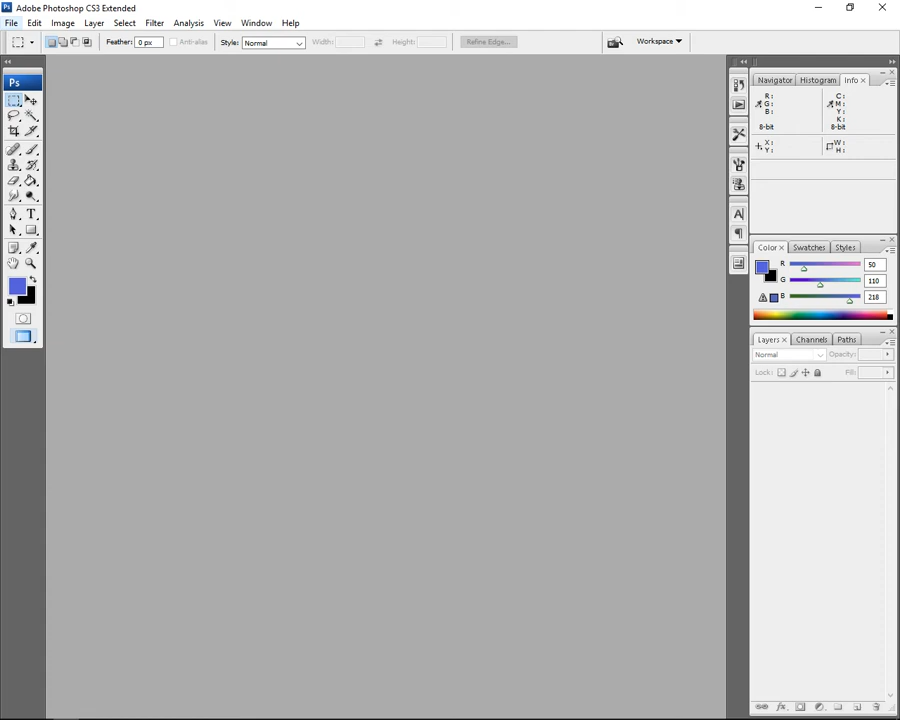 Adobe Photoshop CS3 Extended
File Edit Image Layer Select Filter Analysis View Window Help
Feather: 0 px Anti-alias Style: Normal Width: Height: Refine Edge... Workspace
Ps
Navigator Histogram Info
R: C:
G: M:
B: Y:
K:
8-bit 8-bit
X: W:
Y: H:
Color Swatches Styles
R 50
G 110
B 218
Layers Channels Paths
Normal Opacity:
Lock: Fill: